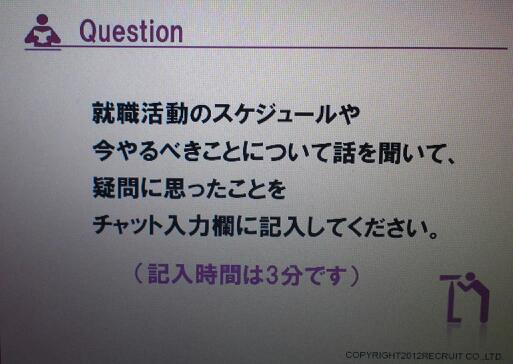 Question
就職活動のスケジュールや
今やるべきことについて話を聞いて、
疑問に思ったことを
チャット入力欄に記入してください。
（記入時間は3分です）
COPYRIGHT2012RECRUIT CO.,LTD.